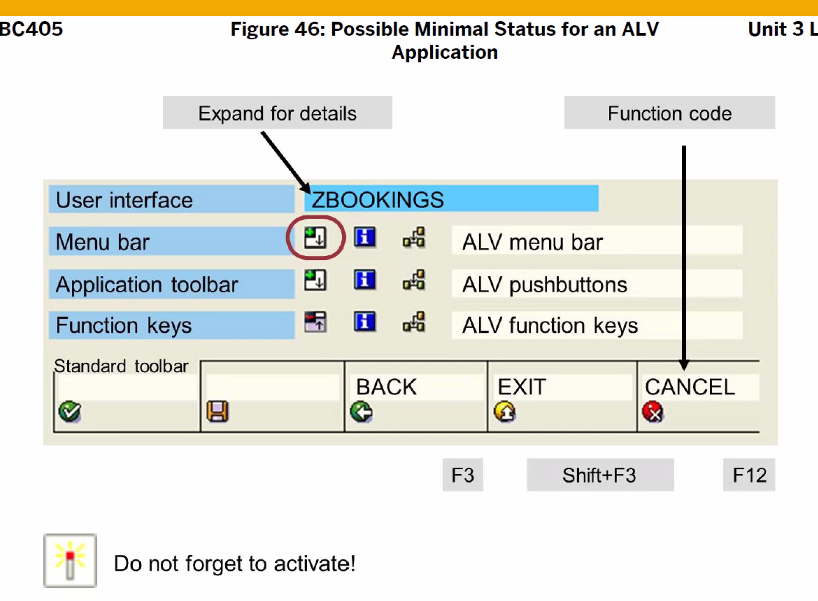 BC405
Figure 46: Possible Minimal Status for an ALV
Application
Unit 3 L
Expand for details
Function code
User interface
ZBOOKINGS
Menu bar
ALV menu bar
Application toolbar
ALV pushbuttons
Function keys
ALV function keys
Standard toolbar
BACK
EXIT
CANCEL
F3
Shift+F3
F12
Do not forget to activate!